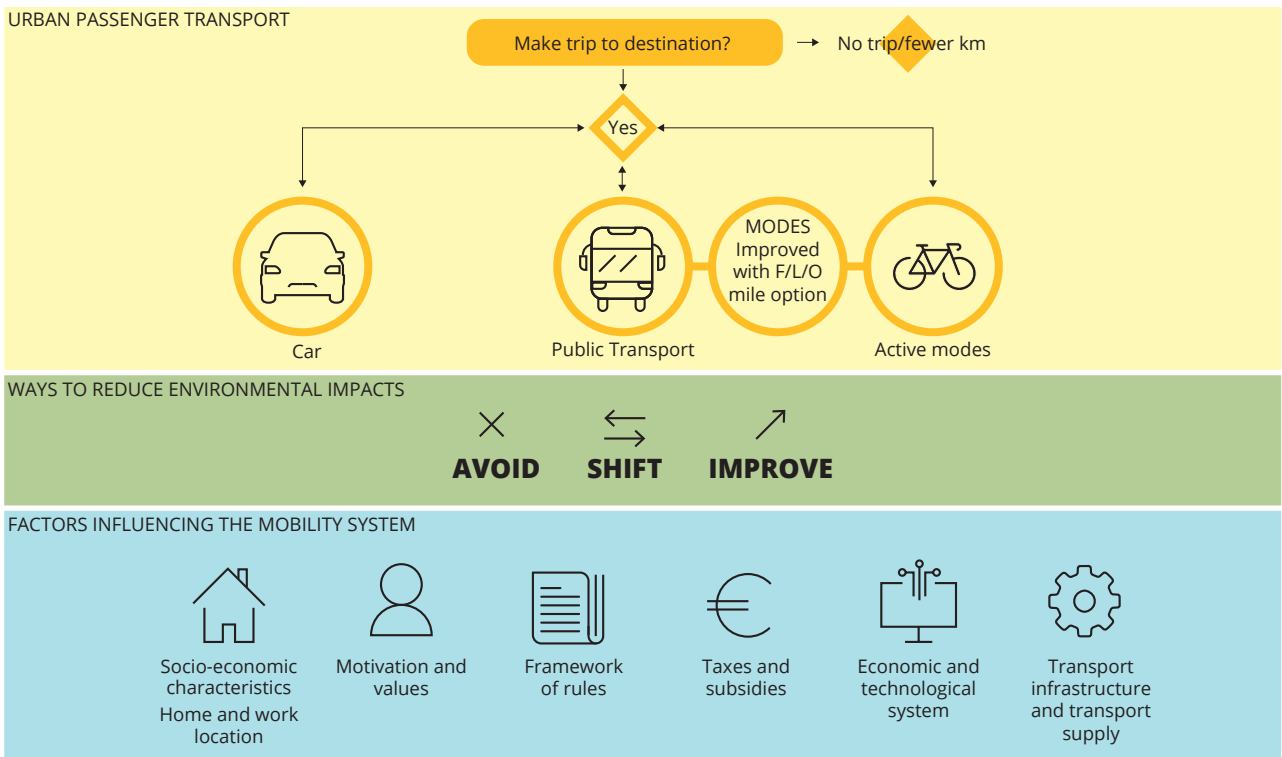 URBAN PASSENGER TRANSPORT
Make trip to destination?
No trip/fewer km
Yes
MODES
Improved
with F/L/O
mile option
Car
Public Transport
Active modes
WAYS TO REDUCE ENVIRONMENTAL IMPACTS
AVOID
SHIFT
IMPROVE
FACTORS INFLUENCING THE MOBILITY SYSTEM
Socio-economic
characteristics
Home and work
location
Motivation and
values
Framework
of rules
Taxes and
subsidies
Economic and
technological
system
Transport
infrastructure
and transport
supply